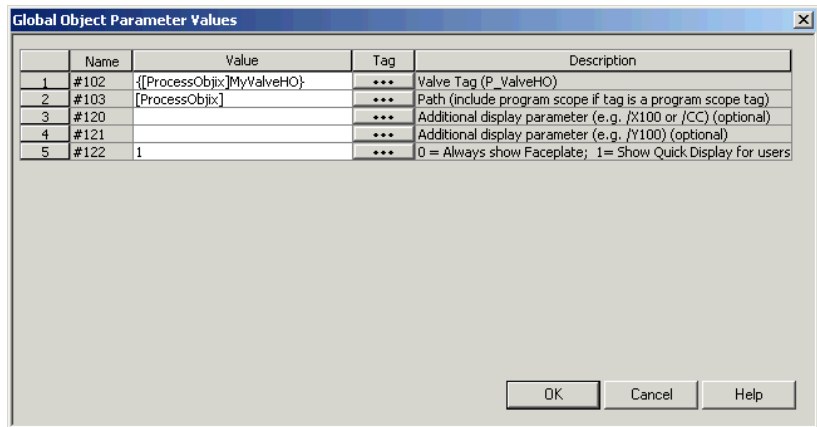 Global Object Parameter Values
Name Value Tag Description
1 #102 {[ProcessObjix]MyValveHO} ••• Valve Tag (P_ValveHO)
2 #103 [ProcessObjix] ••• Path (include program scope if tag is a program scope tag)
3 #120 ••• Additional display parameter (e.g. /X100 or /CC) (optional)
4 #121 ••• Additional display parameter (e.g. /Y100) (optional)
5 #122 1 ••• 0 = Always show Faceplate; 1= Show Quick Display for users
OK Cancel Help